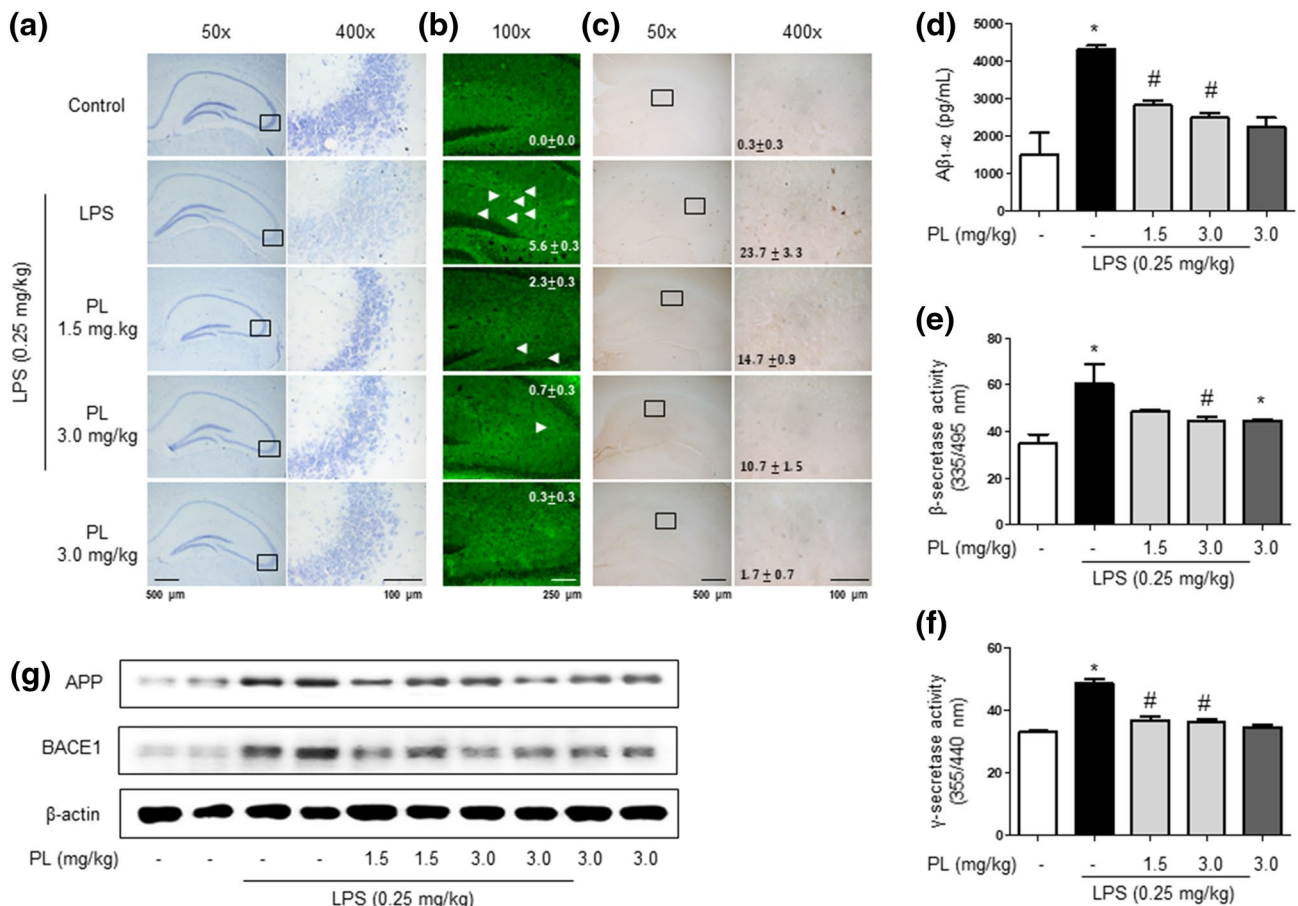 (a)
50x
400x
(b)
100x
(c)
50x
400x
Control
0.0±0.0
0.3±0.3
LPS (0.25 mg/kg)
LPS
5.6±0.3
23.7 ±3.3
PL
1.5 mg.kg
2.3±0.3
14.7 ±0.9
PL
3.0 mg/kg
0.7±0.3
10.7 ±1.5
PL
3.0 mg/kg
0.3±0.3
1.7 ±0.7
500 μm
100 μm
250 μm
500 μm
100 μm
(d)
Aβ1-42 (pg/mL)
5000
4000
3000
2000
1000
0
*
#
#
PL (mg/kg) - - 1.5 3.0 3.0
LPS (0.25 mg/kg)
(e)
β-secretase activity
(335/495 nm)
80
60
40
20
0
*
#
*
PL (mg/kg) - - 1.5 3.0 3.0
LPS (0.25 mg/kg)
(f)
γ-secretase activity
(355/440 nm)
60
40
20
0
*
#
#
PL (mg/kg) - - 1.5 3.0 3.0
LPS (0.25 mg/kg)
(g)
APP
BACE1
β-actin
PL (mg/kg) - - - - 1.5 1.5 3.0 3.0 3.0 3.0
LPS (0.25 mg/kg)